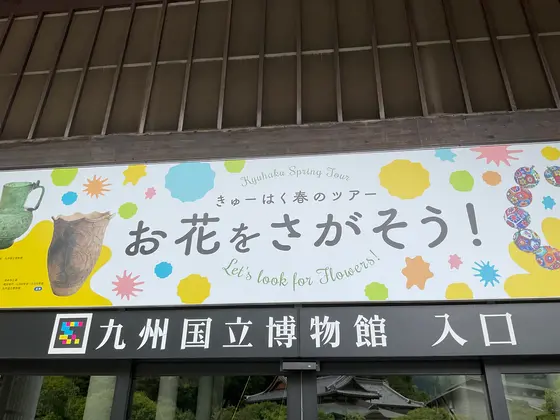 Kyuhaku Spring Tour
きゅーはく春のツアー
お花をさがそう！
Let's look for Flowers!
九州国立博物館 入口